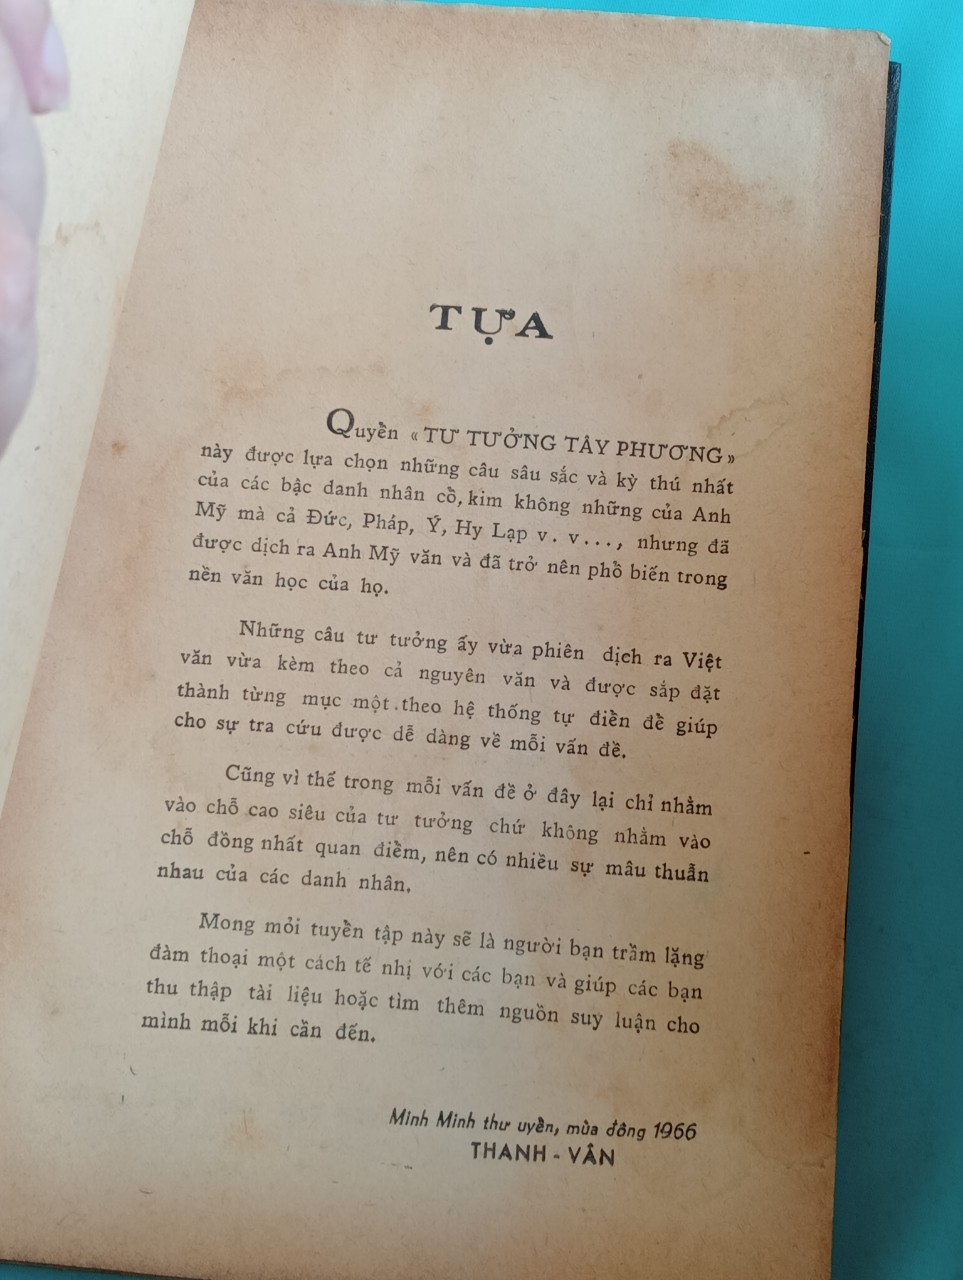 TỰA
Quyển « TƯ TƯỞNG TÂY PHƯƠNG »
này được lựa chọn những câu sâu sắc và kỳ thú nhất
của các bậc danh nhân cổ, kim không những của Anh
Mỹ mà cả Đức, Pháp, Ý, Hy Lạp v. v..., nhưng đã
được dịch ra Anh Mỹ văn và đã trở nên phổ biến trong
nền văn học của họ.
Những câu tư tưởng ấy vừa phiên dịch ra Việt
văn vừa kèm theo cả nguyên văn và được sắp đặt
thành từng mục một.theo hệ thống tự điển để giúp
cho sự tra cứu được dễ dàng về mỗi vấn đề.
Cũng vì thế trong mỗi vấn đề ở đây lại chỉ nhằm
vào chỗ cao siêu của tư tưởng chứ không nhằm vào
chỗ đồng nhất quan điểm, nên có nhiều sự mâu thuẫn
nhau của các danh nhân.
Mong mỏi tuyển tập này sẽ là người bạn trầm lặng
đàm thoại một cách tế nhị với các bạn và giúp các bạn
thu thập tài liệu hoặc tìm thêm nguồn suy luận cho
mình mỗi khi cần đến.
Minh Minh thư uyển, mùa đông 1966
THANH - VÂN